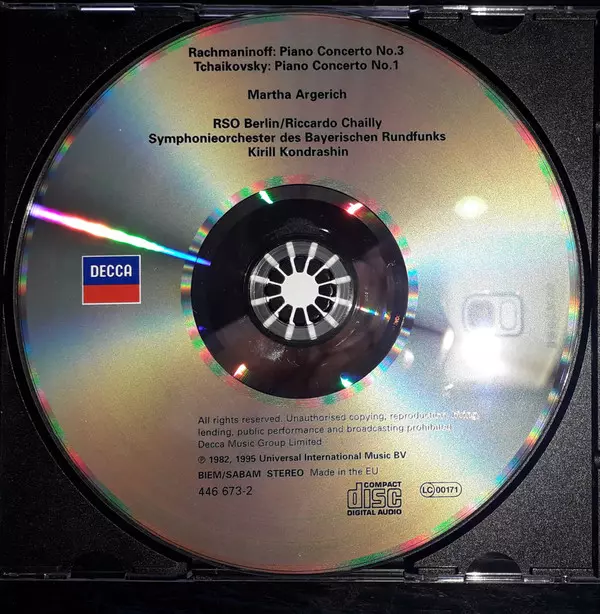 Rachmaninoff: Piano Concerto No.3
Tchaikovsky: Piano Concerto No.1
Martha Argerich
RSO Berlin/Riccardo Chailly
Symphonieorchester des Bayerischen Rundfunks
Kirill Kondrashin
DECCA
All rights reserved. Unauthorised copying, reproduction, hiring,
lending, public performance and broadcasting prohibited.
Decca Music Group Limited
℗ 1982, 1995 Universal International Music BV
BIEM/SABAM STEREO Made in the EU
446 673-2
COMPACT
disc
DIGITAL AUDIO
LC 00171